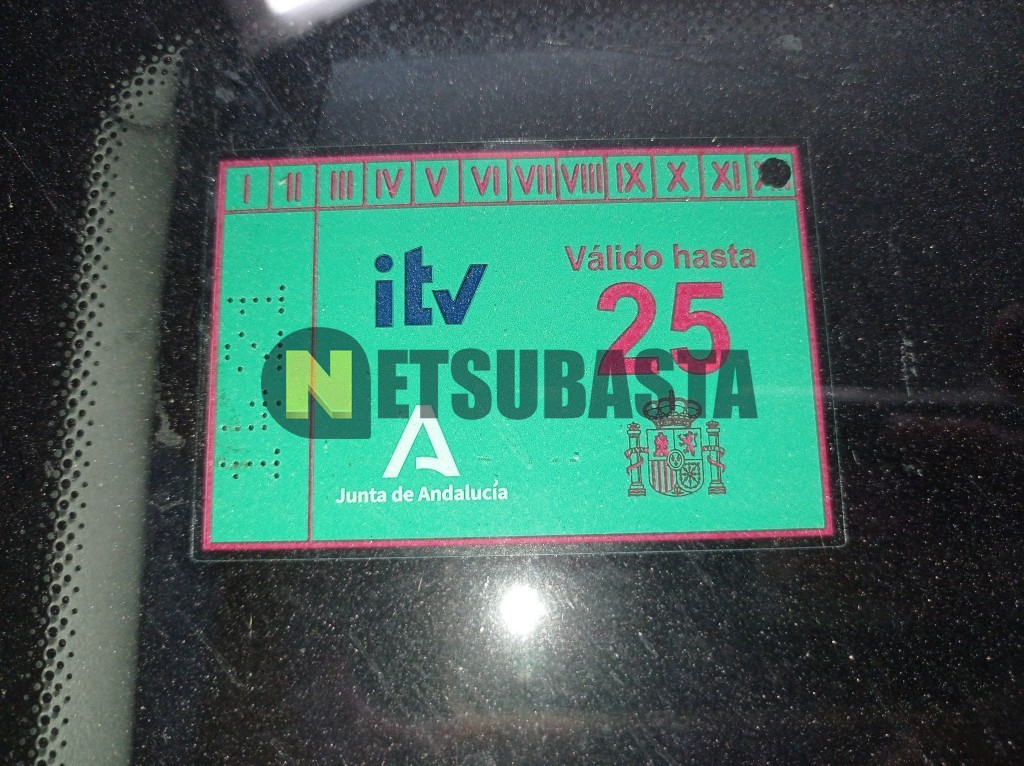 I II III IV V VI VII VIII IX X XI
itv
Válido hasta
25
NETSUBASTA
Junta de Andalucía